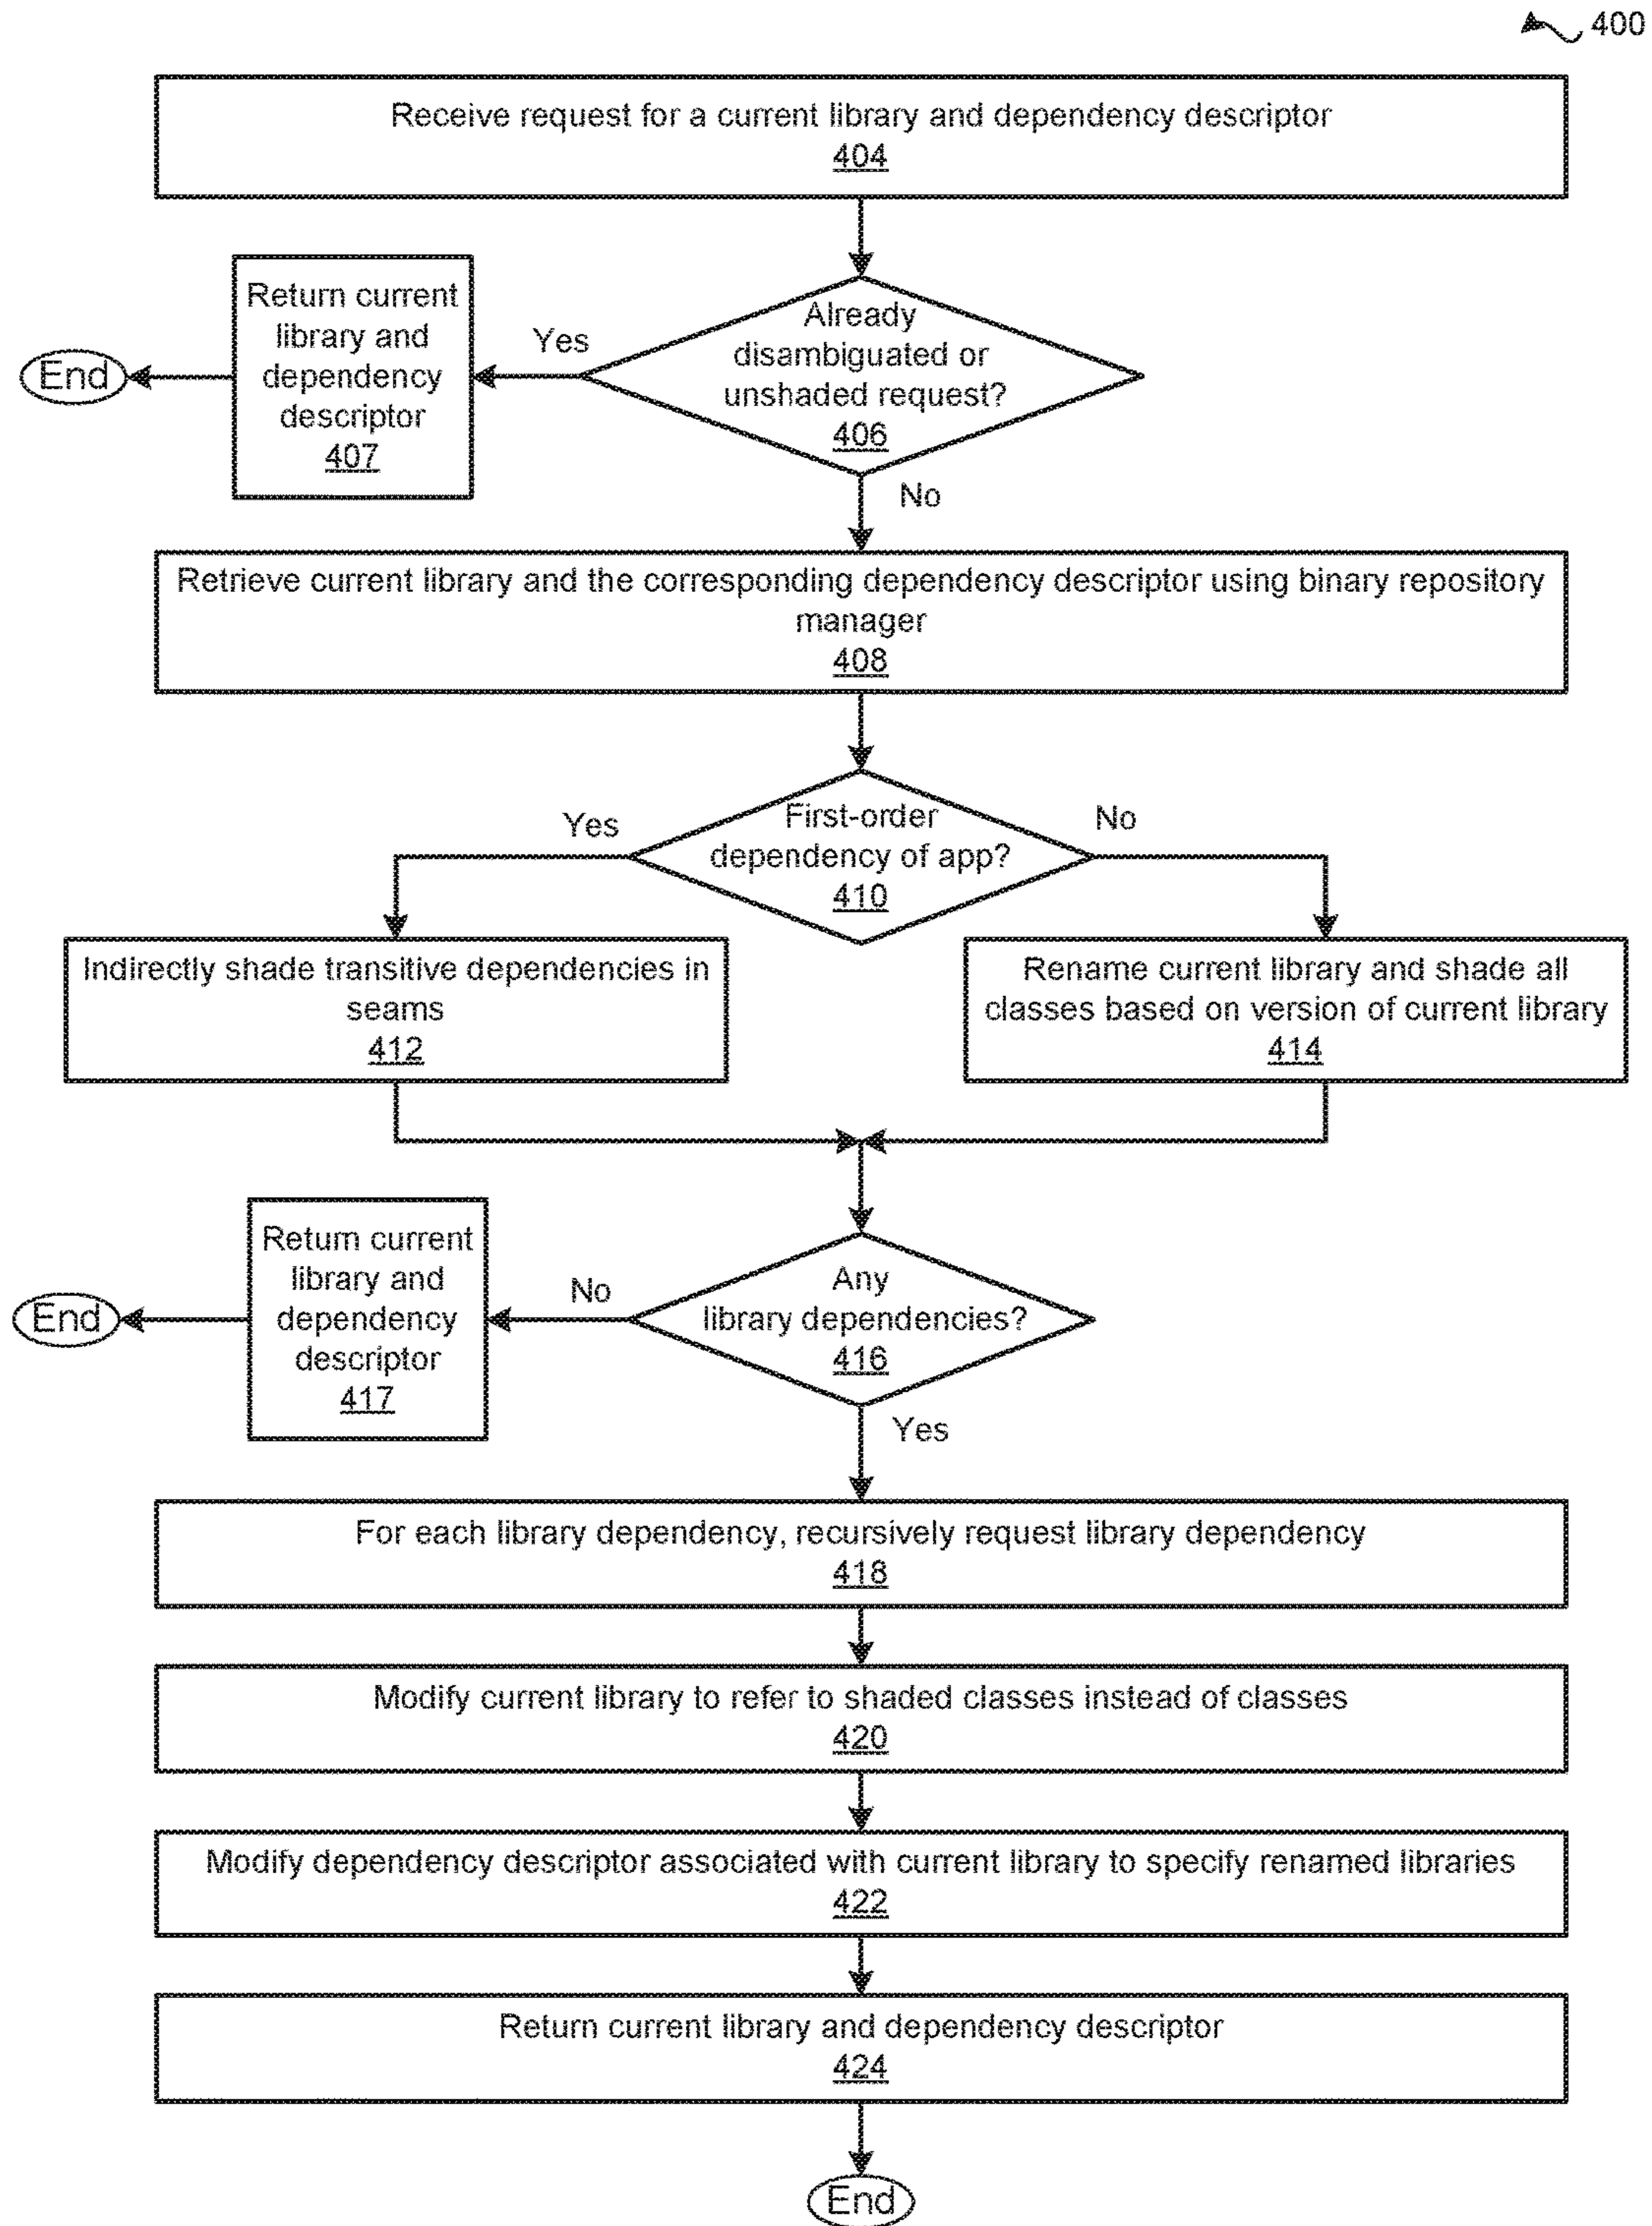 400
Receive request for a current library and dependency descriptor
404
Already
disambiguated or
unshaded request?
406
Yes
Return current
library and
dependency
descriptor
407
End
No
Retrieve current library and the corresponding dependency descriptor using binary repository
manager
408
First-order
dependency of app?
410
Yes
No
Indirectly shade transitive dependencies in
seams
412
Rename current library and shade all
classes based on version of current library
414
Any
library dependencies?
416
No
Return current
library and
dependency
descriptor
417
End
Yes
For each library dependency, recursively request library dependency
418
Modify current library to refer to shaded classes instead of classes
420
Modify dependency descriptor associated with current library to specify renamed libraries
422
Return current library and dependency descriptor
424
End